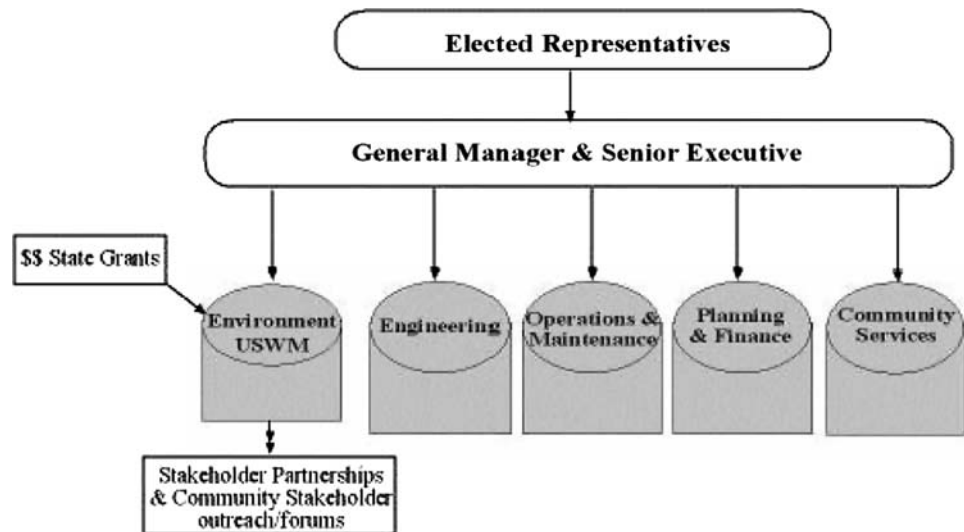 Elected Representatives
General Manager & Senior Executive
$$ State Grants
Environment
USWM
Engineering
Operations &
Maintenance
Planning
& Finance
Community
Services
Stakeholder Partnerships
& Community Stakeholder
outreach/forums